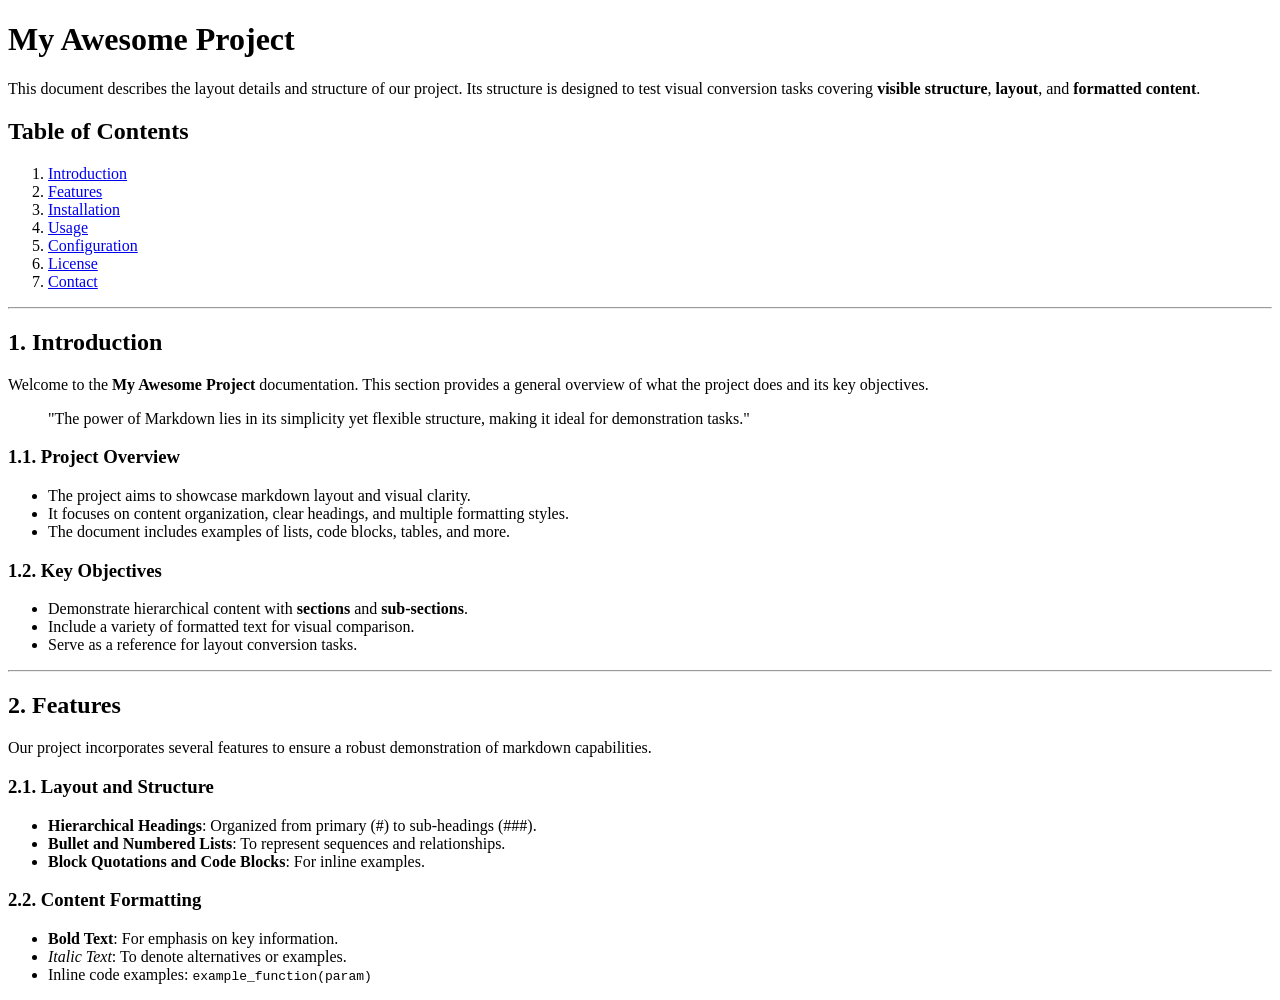 My Awesome Project
This document describes the layout details and structure of our project. Its structure is designed to test visual conversion tasks covering visible structure, layout, and formatted content.
Table of Contents
1. Introduction
2. Features
3. Installation
4. Usage
5. Configuration
6. License
7. Contact
1. Introduction
Welcome to the My Awesome Project documentation. This section provides a general overview of what the project does and its key objectives.
"The power of Markdown lies in its simplicity yet flexible structure, making it ideal for demonstration tasks."
1.1. Project Overview
• The project aims to showcase markdown layout and visual clarity.
• It focuses on content organization, clear headings, and multiple formatting styles.
• The document includes examples of lists, code blocks, tables, and more.
1.2. Key Objectives
• Demonstrate hierarchical content with sections and sub-sections.
• Include a variety of formatted text for visual comparison.
• Serve as a reference for layout conversion tasks.
2. Features
Our project incorporates several features to ensure a robust demonstration of markdown capabilities.
2.1. Layout and Structure
• Hierarchical Headings: Organized from primary (#) to sub-headings (###).
• Bullet and Numbered Lists: To represent sequences and relationships.
• Block Quotations and Code Blocks: For inline examples.
2.2. Content Formatting
• Bold Text: For emphasis on key information.
• Italic Text: To denote alternatives or examples.
• Inline code examples: example_function(param)